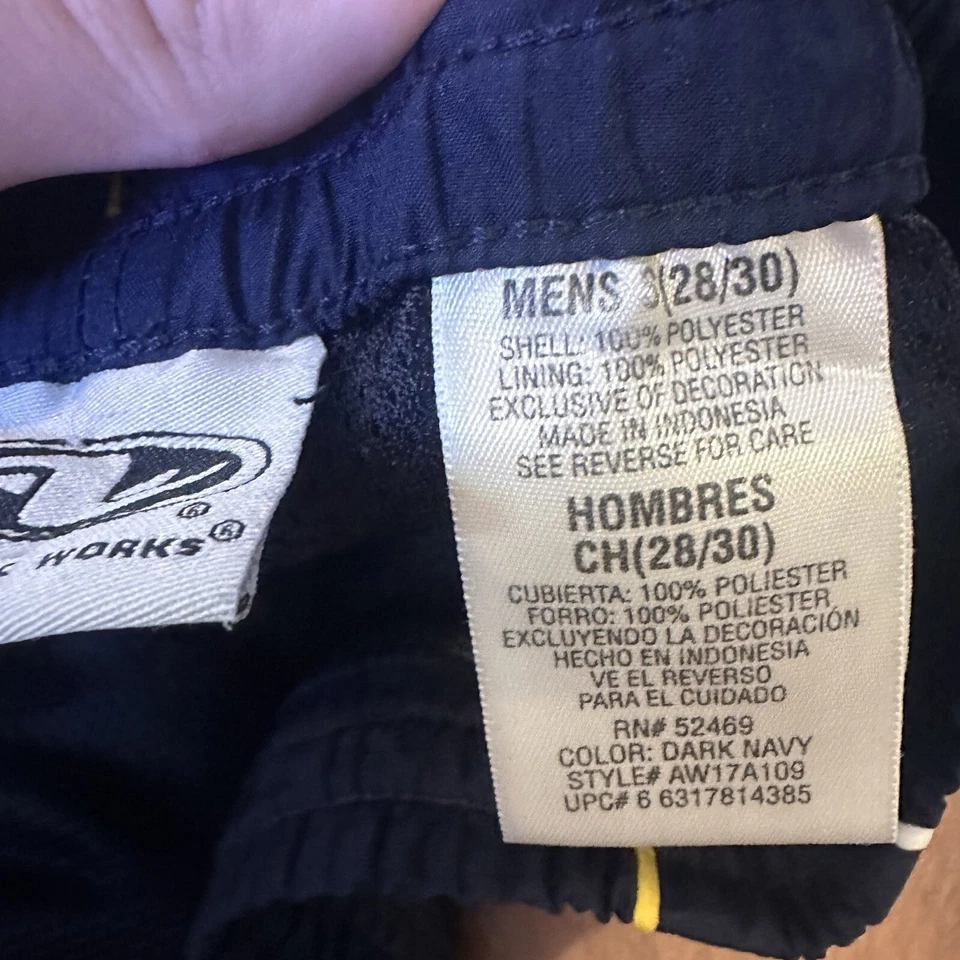 WORKS®
MENS S(28/30)
SHELL: 100% POLYESTER
LINING: 100% POLYESTER
EXCLUSIVE OF DECORATION
MADE IN INDONESIA
SEE REVERSE FOR CARE
HOMBRES
CH(28/30)
CUBIERTA: 100% POLIESTER
FORRO: 100% POLIESTER
EXCLUYENDO LA DECORACIÓN
HECHO EN INDONESIA
VE EL REVERSO
PARA EL CUIDADO
RN# 52469
COLOR: DARK NAVY
STYLE# AW17A109
UPC# 6 6317814385